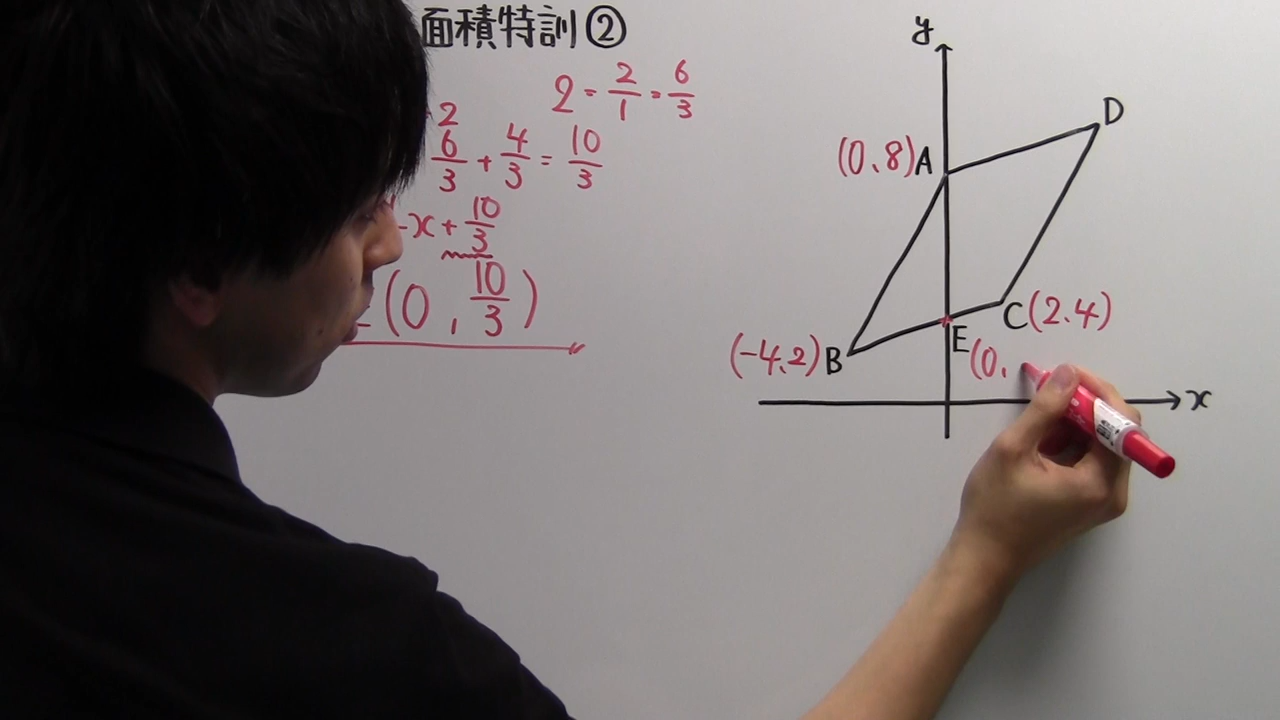 面積特訓②
2 = 2/1 = 6/3
2
6/3 + 4/3 = 10/3
x + 10/3
(0, 10/3)
y
D
(0、8)A
C(2.4)
(-4、2)B
E(0、
x